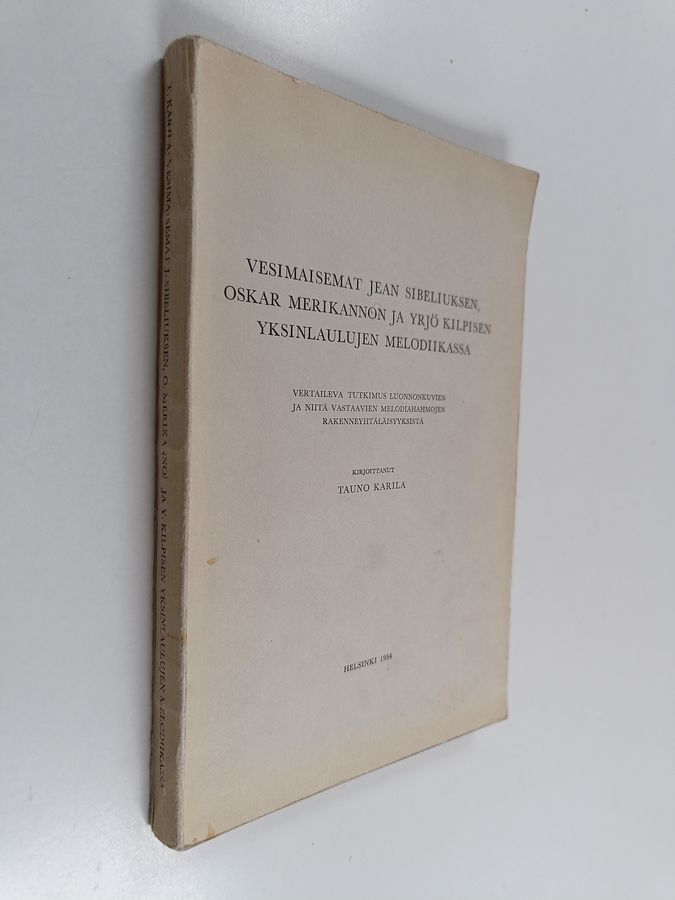 VESIMAISEMAT JEAN SIBELIUKSEN,
OSKAR MERIKANNON JA YRJÖ KILPISEN
YKSINLAULUJEN MELODIIKASSA
VERTAILEVA TUTKIMUS LUONNONKUVIEN
JA NIITÄ VASTAAVIEN MELODIAHAHMOJEN
RAKENNEYHTÄLÄISYYKSISTÄ
KIRJOITTANUT
TAUNO KARILA
HELSINKI 1954
T. KARILA: VESIMAISEMAT J. SIBELIUKSEN, O. MERIKANNON JA Y. KILPISEN YKSINLAULUJEN MELODIIKASSA